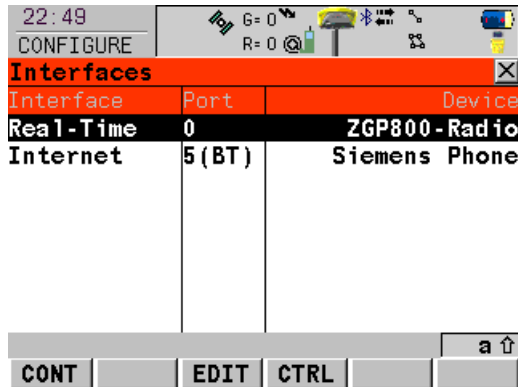 22:49
G= 0
CONFIGURE
R= 0 @
Interfaces
Interface Port Device
Real-Time 0 ZGP800-Radio
Internet 5(BT) Siemens Phone
a
CONT EDIT CTRL